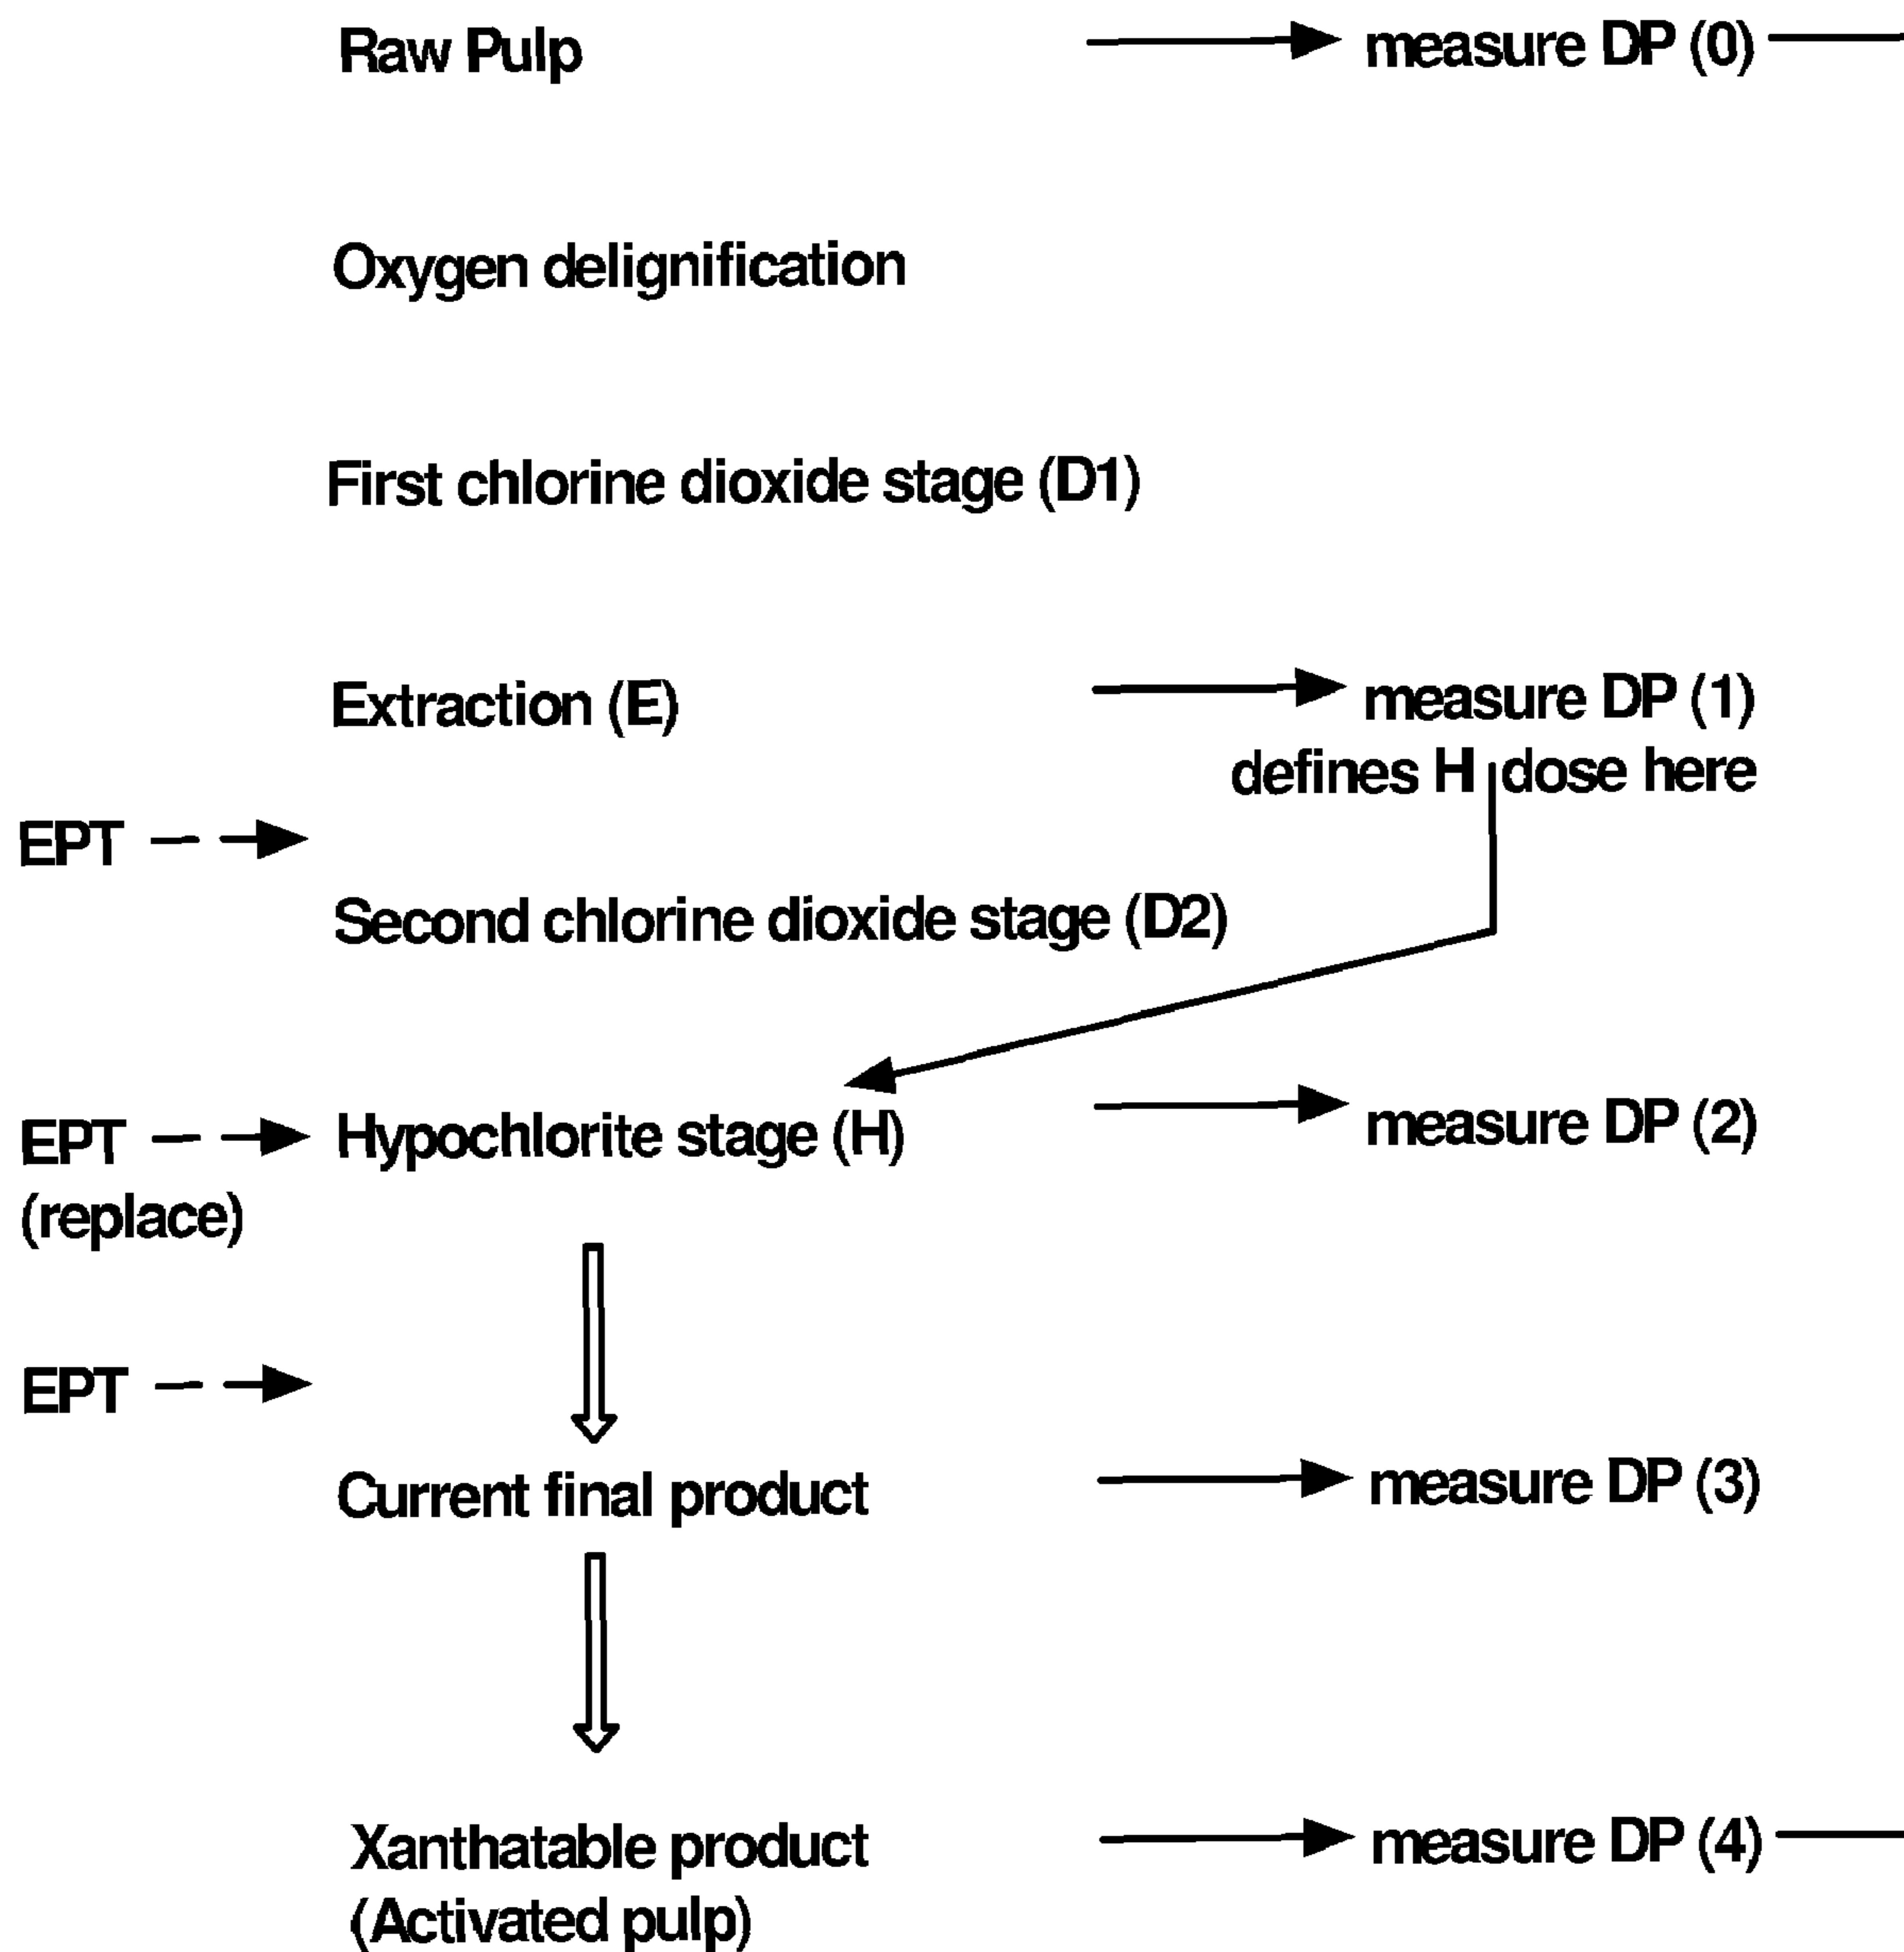 Raw Pulp measure DP (0)
Oxygen delignification
First chlorine dioxide stage (D1)
Extraction (E) measure DP (1)
defines H dose here
EPT
Second chlorine dioxide stage (D2)
EPT Hypochlorite stage (H) measure DP (2)
(replace)
EPT
Current final product measure DP (3)
Xanthatable product measure DP (4)
(Activated pulp)